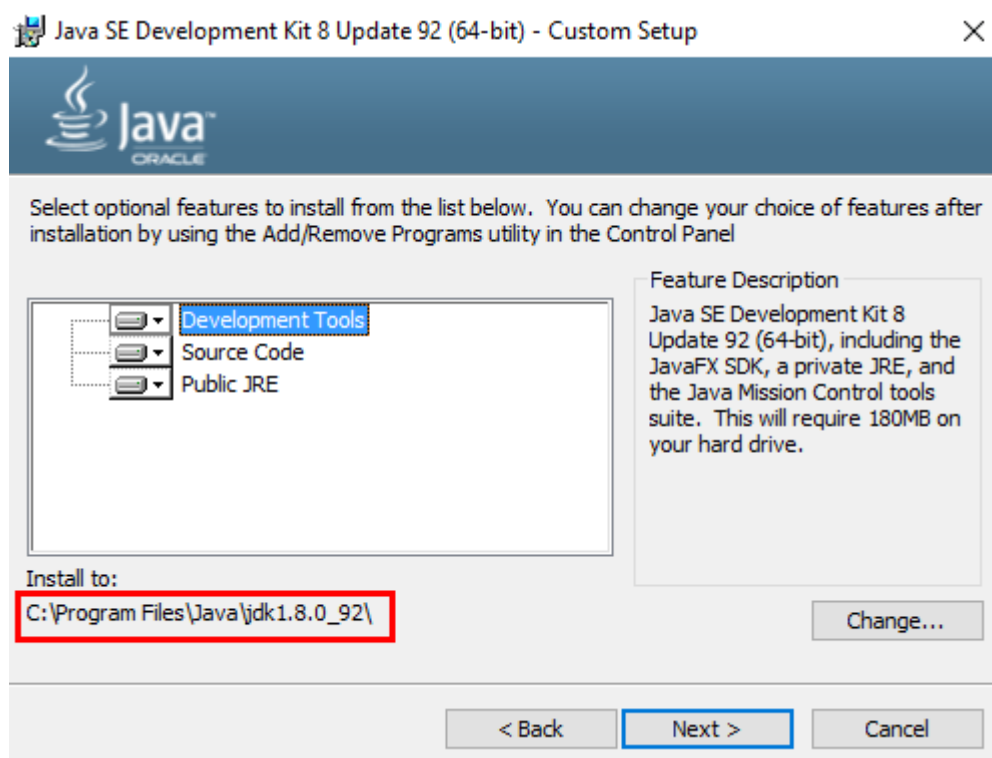 Java SE Development Kit 8 Update 92 (64-bit) - Custom Setup
Java™
ORACLE
Select optional features to install from the list below.  You can change your choice of features after
installation by using the Add/Remove Programs utility in the Control Panel
Development Tools
Source Code
Public JRE
Feature Description
Java SE Development Kit 8
Update 92 (64-bit), including the
JavaFX SDK, a private JRE, and
the Java Mission Control tools
suite.  This will require 180MB on
your hard drive.
Install to:
C:\Program Files\Java\jdk1.8.0_92\
Change...
< Back
Next >
Cancel